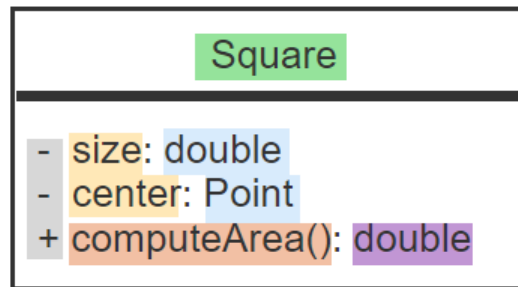 Square
- size: double
- center: Point
+ computeArea(): double